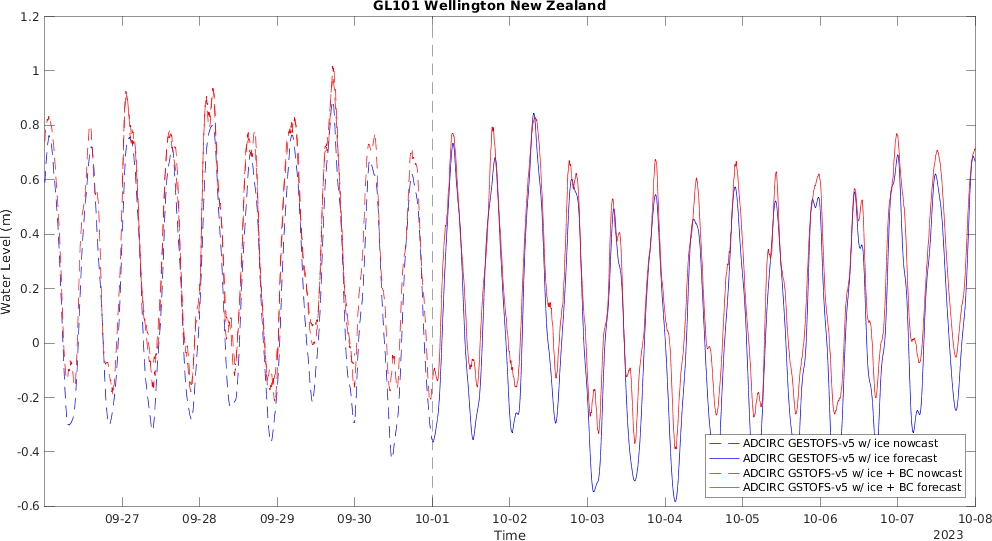 GL101 Wellington New Zealand
1.2
1
0.8
0.6
0.4
0.2
0
-0.2
-0.4
-0.6
Water Level (m)
ADCIRC GESTOFS-v5 w/ ice nowcast
ADCIRC GESTOFS-v5 w/ ice forecast
ADCIRC GSTOFS-v5 w/ ice + BC nowcast
ADCIRC GSTOFS-v5 w/ ice + BC forecast
09-27 09-28 09-29 09-30 10-01 10-02 10-03 10-04 10-05 10-06 10-07 10-08
Time
2023